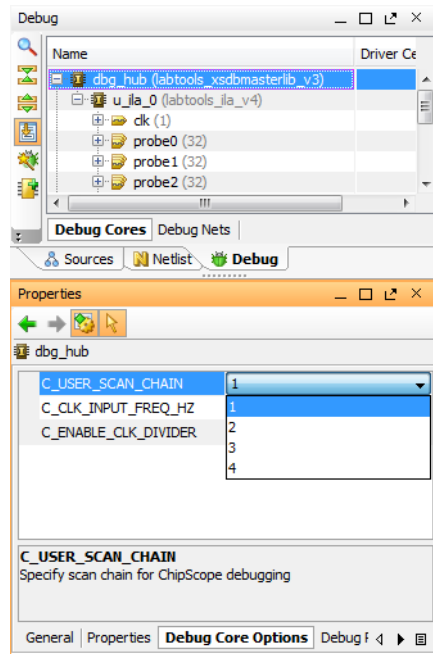 Debug
Name Driver Ce
dbg_hub (labtools_xsdbmasterlib_v3)
u_ila_0 (labtools_ila_v4)
clk (1)
probe0 (32)
probe1 (32)
probe2 (32)
Debug Cores Debug Nets
Sources Netlist Debug
Properties
dbg_hub
C_USER_SCAN_CHAIN 1
C_CLK_INPUT_FREQ_HZ 1
C_ENABLE_CLK_DIVIDER 2
3
4
C_USER_SCAN_CHAIN
Specify scan chain for ChipScope debugging
General Properties Debug Core Options Debug F